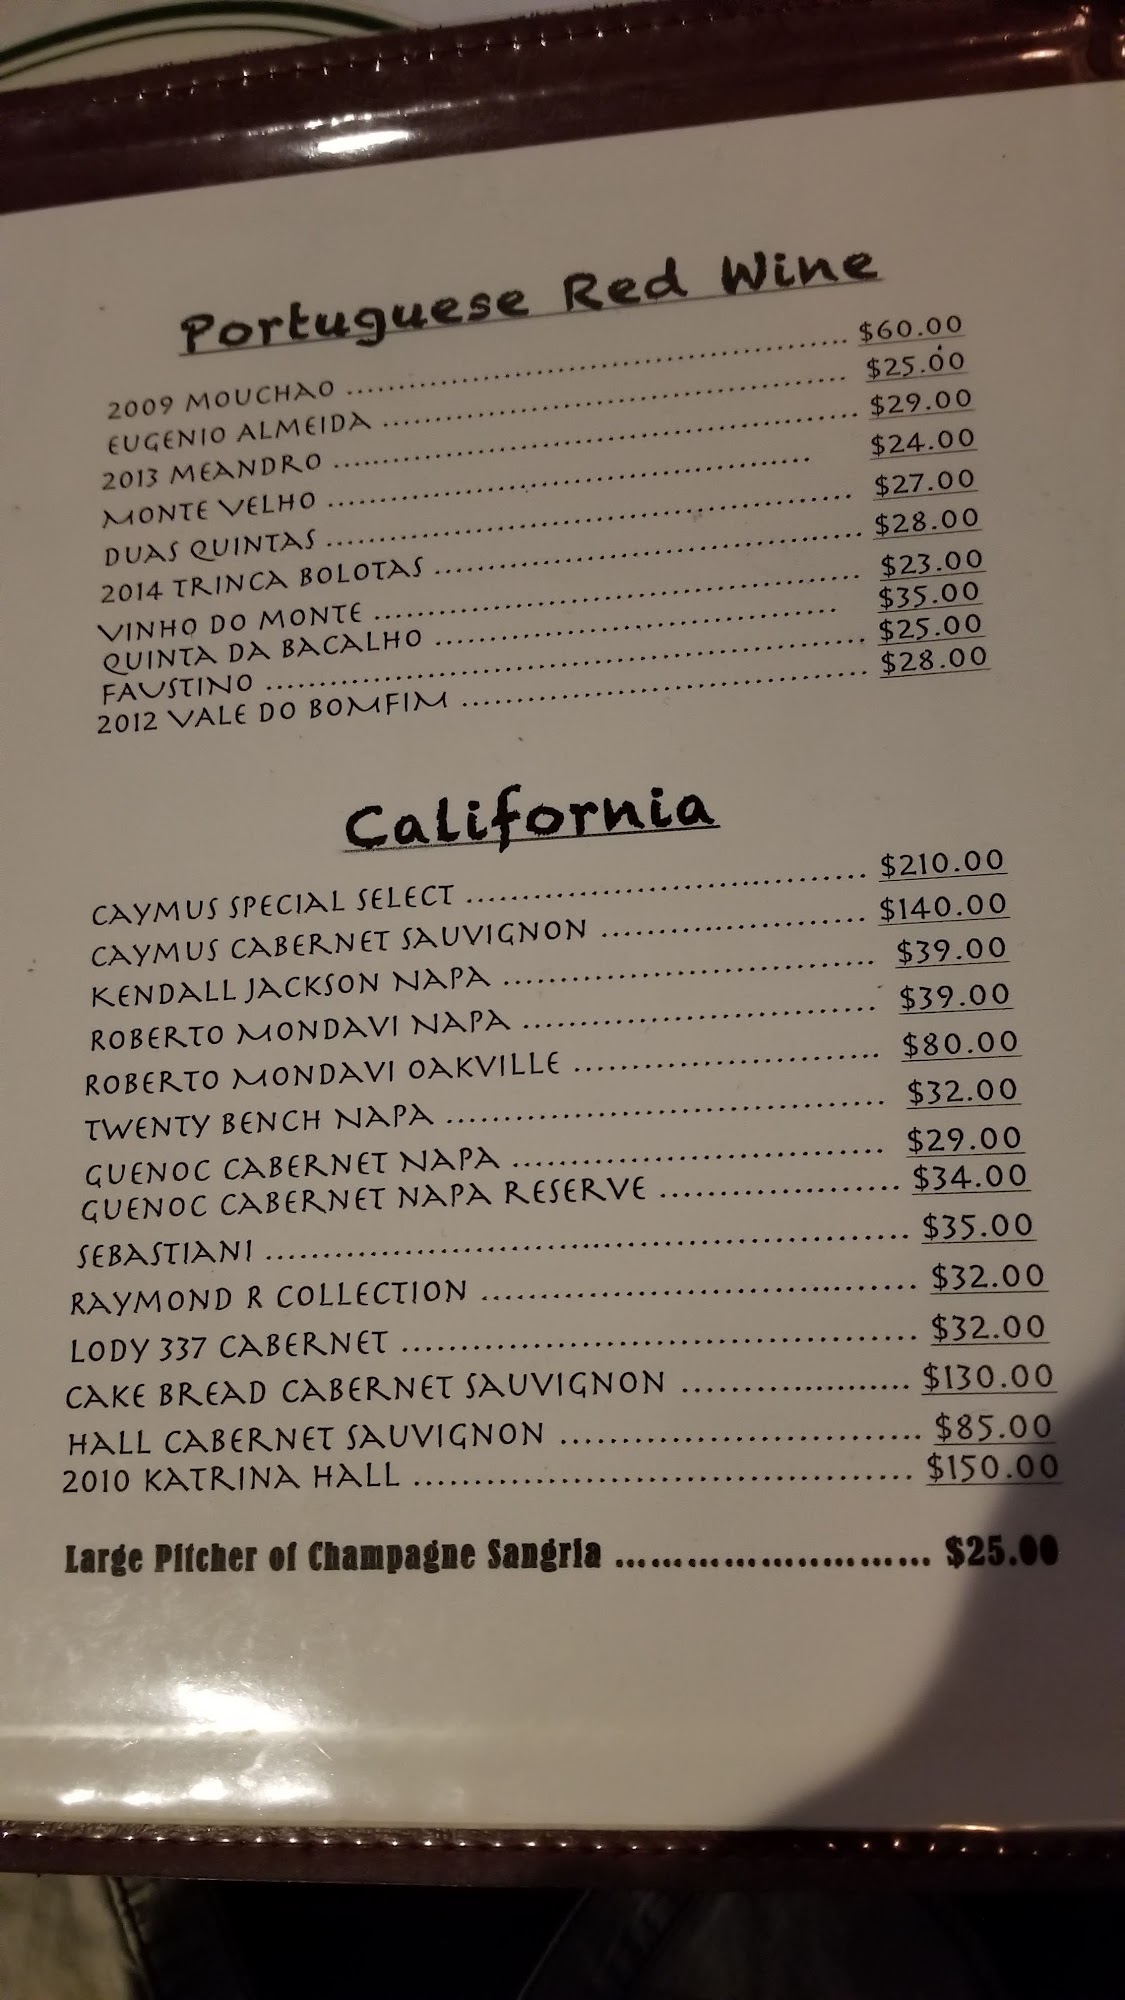 Portuguese Red Wine
2009 MOUCHAO ........................................ $60.00
EUGENIO ALMEIDA ........................................ $25.00
2013 MEANDRO ........................................ $29.00
MONTE VELHO ........................................ $24.00
DUAS QUINTAS ........................................ $27.00
2014 TRINCA BOLOTAS ........................................ $28.00
VINHO DO MONTE ........................................ $23.00
QUINTA DA BACALHO ........................................ $35.00
FAUSTINO ........................................ $25.00
2012 VALE DO BOMFIM ........................................ $28.00
California
CAYMUS SPECIAL SELECT ........................................ $210.00
CAYMUS CABERNET SAUVIGNON .............................. $140.00
KENDALL JACKSON NAPA ........................................ $39.00
ROBERTO MONDAVI NAPA ........................................ $39.00
ROBERTO MONDAVI OAKVILLE .................................. $80.00
TWENTY BENCH NAPA ........................................ $32.00
GUENOC CABERNET NAPA ........................................ $29.00
GUENOC CABERNET NAPA RESERVE ......................... $34.00
SEBASTIANI ........................................ $35.00
RAYMOND R COLLECTION ........................................ $32.00
LODY 337 CABERNET ........................................ $32.00
CAKE BREAD CABERNET SAUVIGNON ........................ $130.00
HALL CABERNET SAUVIGNON .................................. $85.00
2010 KATRINA HALL ........................................ $150.00
Large Pitcher of Champagne Sangria .............................. $25.00